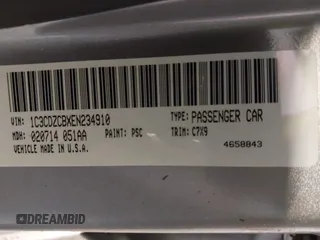 VIN: 1C3CDZCBXEN234910 TYPE: PASSENGER CAR
MDH: 020714 051AA PAINT: PSC TRIM: C7X9
VEHICLE MADE IN U.S.A. 4658843
DREAMBID